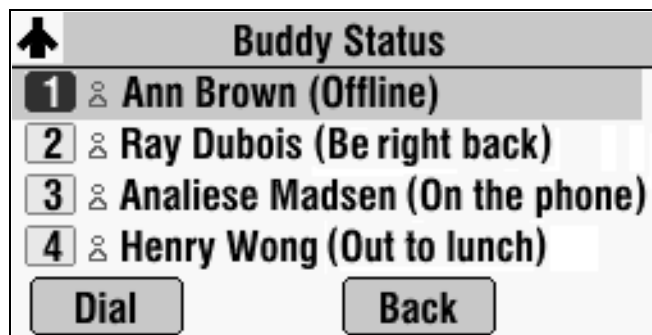 Buddy Status
1 Ann Brown (Offline)
2 Ray Dubois (Be right back)
3 Analiese Madsen (On the phone)
4 Henry Wong (Out to lunch)
Dial Back